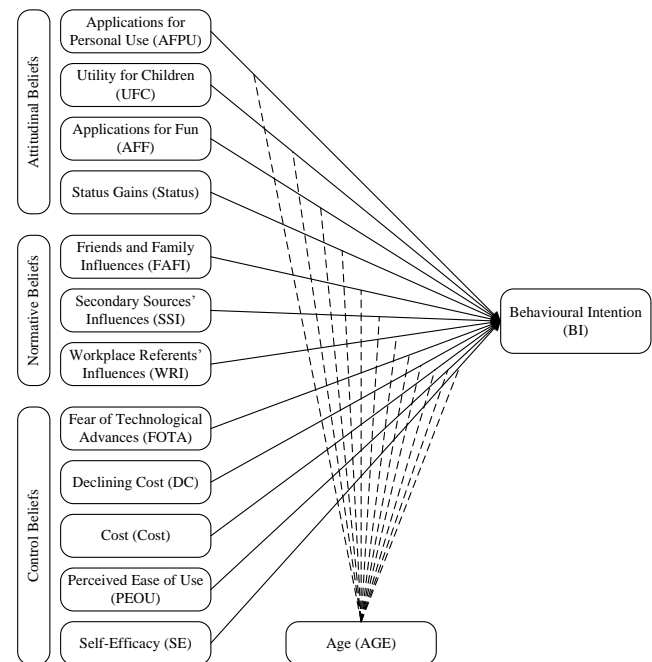 Attitudinal Beliefs
Applications for
Personal Use (AFPU)
Utility for Children
(UFC)
Applications for Fun
(AFF)
Status Gains (Status)
Normative Beliefs
Friends and Family
Influences (FAFI)
Secondary Sources’
Influences (SSI)
Workplace Referents’
Influences (WRI)
Control Beliefs
Fear of Technological
Advances (FOTA)
Declining Cost (DC)
Cost (Cost)
Perceived Ease of Use
(PEOU)
Self-Efficacy (SE)
Behavioural Intention
(BI)
Age (AGE)